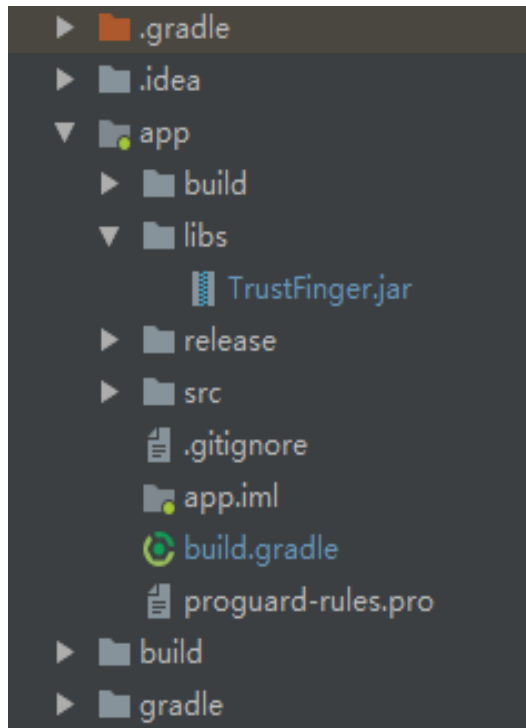 .gradle
.idea
app
build
libs
TrustFinger.jar
release
src
.gitignore
app.iml
build.gradle
proguard-rules.pro
build
gradle